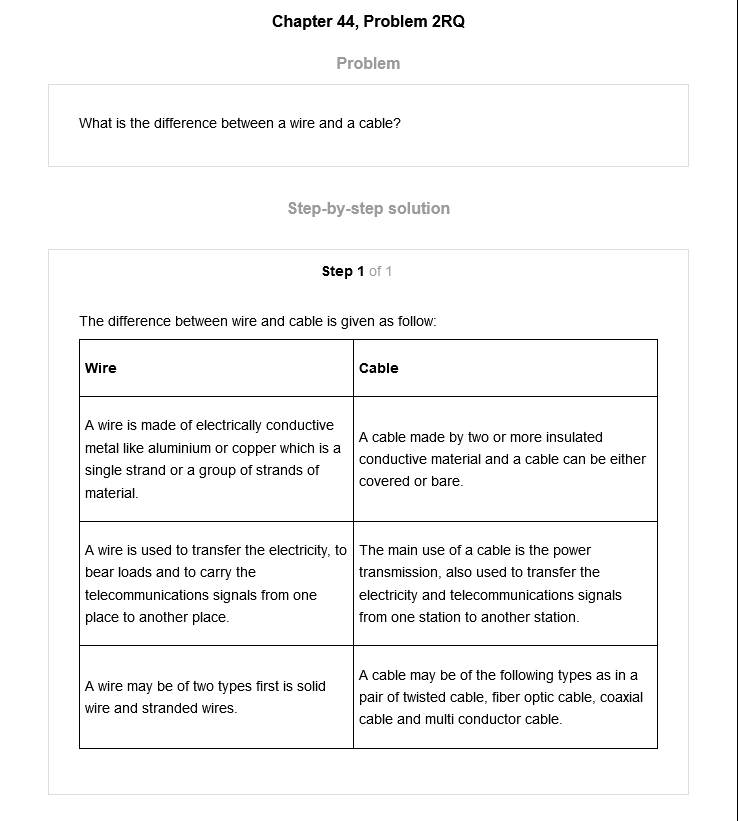 Chapter 44, Problem 2RQ
Problem
What is the difference between a wire and a cable?
Step-by-step solution
Step 1 of 1
The difference between wire and cable is given as follow:
Wire
Cable
A wire is made of electrically conductive
metal like aluminium or copper which is a
single strand or a group of strands of
material.
A cable made by two or more insulated
conductive material and a cable can be either
covered or bare.
A wire is used to transfer the electricity, to
bear loads and to carry the
telecommunications signals from one
place to another place.
The main use of a cable is the power
transmission, also used to transfer the
electricity and telecommunications signals
from one station to another station.
A wire may be of two types first is solid
wire and stranded wires.
A cable may be of the following types as in a
pair of twisted cable, fiber optic cable, coaxial
cable and multi conductor cable.